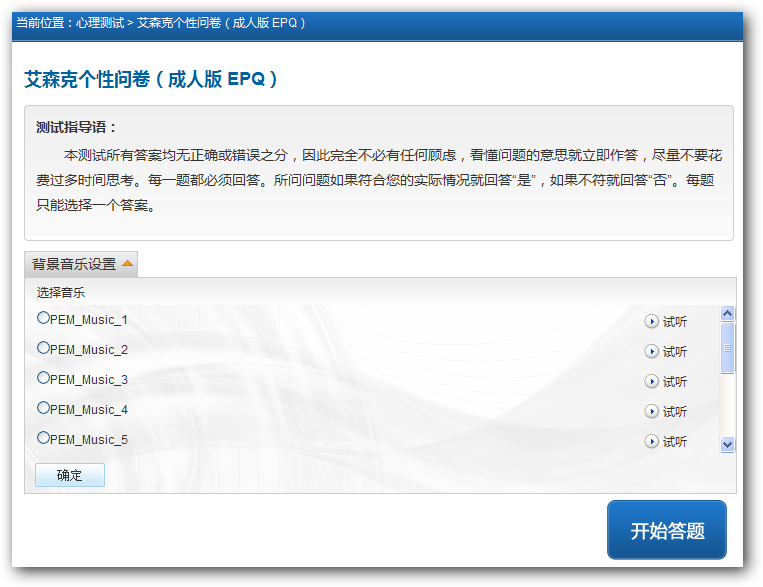 当前位置：心理测试 > 艾森克个性问卷（成人版 EPQ）
艾森克个性问卷（成人版 EPQ）
测试指导语：
本测试所有答案均无正确或错误之分，因此完全不必有任何顾虑，看懂问题的意思就立即作答，尽量不要花
费过多时间思考。每一题都必须回答。所问问题如果符合您的实际情况就回答“是”，如果不符就回答“否”。每题
只能选择一个答案。
背景音乐设置
选择音乐
PEM_Music_1 试听
PEM_Music_2 试听
PEM_Music_3 试听
PEM_Music_4 试听
PEM_Music_5 试听
确定
开始答题